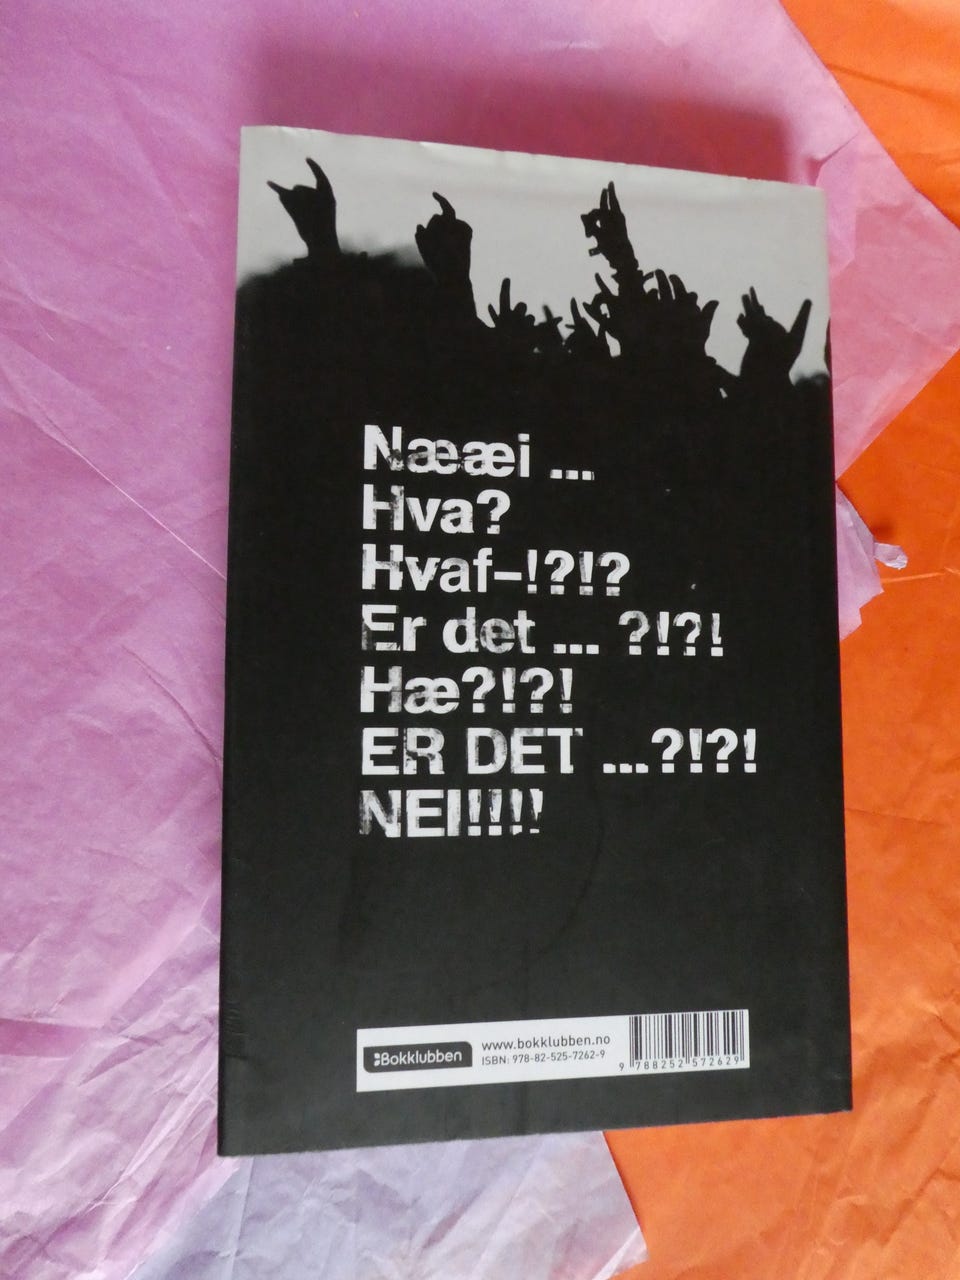 Næææi ...
Hva?
Hvaf–!?!?
Er det ... ?!?!
Hæ?!?!
ER DET ...?!?!
NEI!!!!
Bokklubben
www.bokklubben.no
ISBN: 978-82-525-7262-9
9 788252 572629